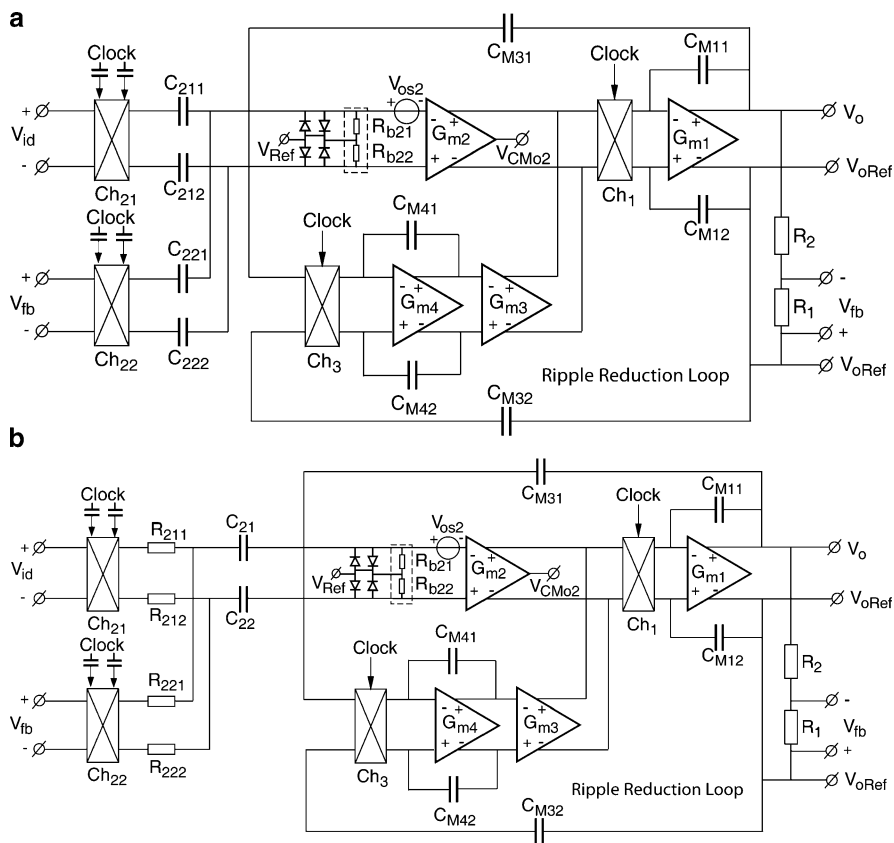 a
C_M31
Clock
C_211
V_os2
Clock
C_M11
+
V_id
-
V_Ref
R_b21
R_b22
+
-
-
+
+
-
G_m2
V_CMo2
-
+
+
-
G_m1
V_o
V_oRef
Ch_21
C_212
Ch_1
C_M12
Clock
C_221
Clock
C_M41
R_2
+
V_fb
-
-
+
+
-
G_m4
-
+
+
-
G_m3
R_1
-
V_fb
+
Ch_22
C_222
Ch_3
C_M42
Ripple Reduction Loop
V_oRef
C_M32
b
C_M31
Clock
R_211
C_21
V_os2
Clock
C_M11
+
V_id
-
V_Ref
R_b21
R_b22
+
-
-
+
+
-
G_m2
V_CMo2
-
+
+
-
G_m1
V_o
V_oRef
Ch_21
R_212
C_22
Ch_1
C_M12
Clock
R_221
Clock
C_M41
R_2
+
V_fb
-
-
+
+
-
G_m4
-
+
+
-
G_m3
R_1
-
V_fb
+
Ch_22
R_222
Ch_3
C_M42
Ripple Reduction Loop
V_oRef
C_M32